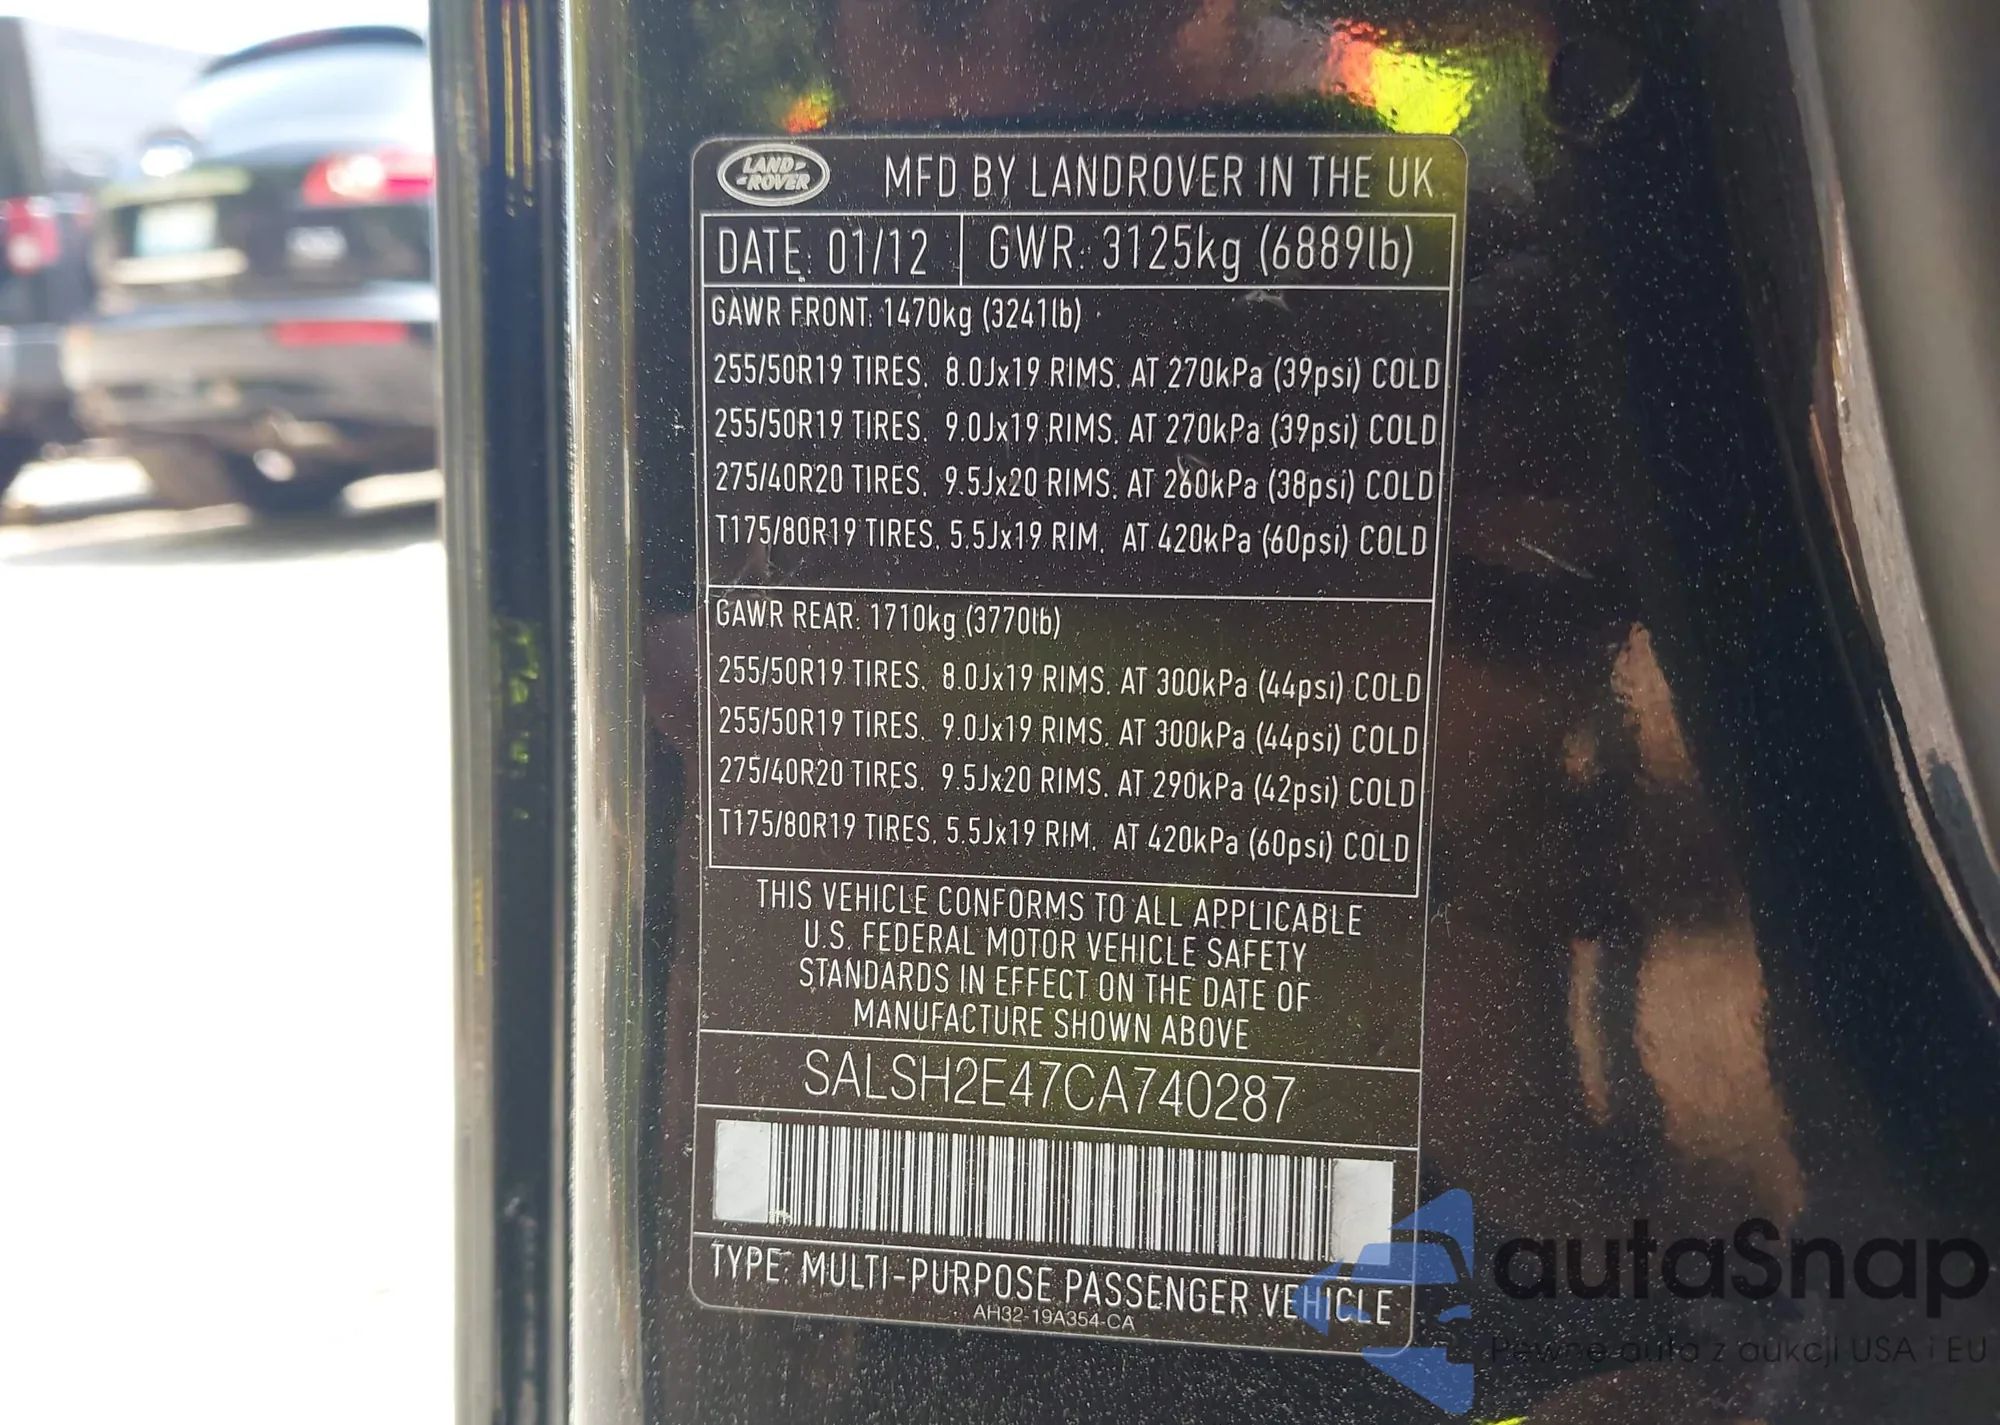 LAND ROVER
MFD BY LANDROVER IN THE UK
DATE: 01/12 GWR: 3125kg (6889lb)
GAWR FRONT: 1470kg (3241lb)
255/50R19 TIRES. 8.0Jx19 RIMS. AT 270kPa (39psi) COLD
255/50R19 TIRES. 9.0Jx19 RIMS. AT 270kPa (39psi) COLD
275/40R20 TIRES. 9.5Jx20 RIMS. AT 260kPa (38psi) COLD
T175/80R19 TIRES. 5.5Jx19 RIM. AT 420kPa (60psi) COLD
GAWR REAR: 1710kg (3770lb)
255/50R19 TIRES. 8.0Jx19 RIMS. AT 300kPa (44psi) COLD
255/50R19 TIRES. 9.0Jx19 RIMS. AT 300kPa (44psi) COLD
275/40R20 TIRES. 9.5Jx20 RIMS. AT 290kPa (42psi) COLD
T175/80R19 TIRES. 5.5Jx19 RIM. AT 420kPa (60psi) COLD
THIS VEHICLE CONFORMS TO ALL APPLICABLE
U.S. FEDERAL MOTOR VEHICLE SAFETY
STANDARDS IN EFFECT ON THE DATE OF
MANUFACTURE SHOWN ABOVE
SALSH2E47CA740287
TYPE: MULTI-PURPOSE PASSENGER VEHICLE
AH32-19A354-CA
autaSnap
Pewne auta z aukcji USA i EU